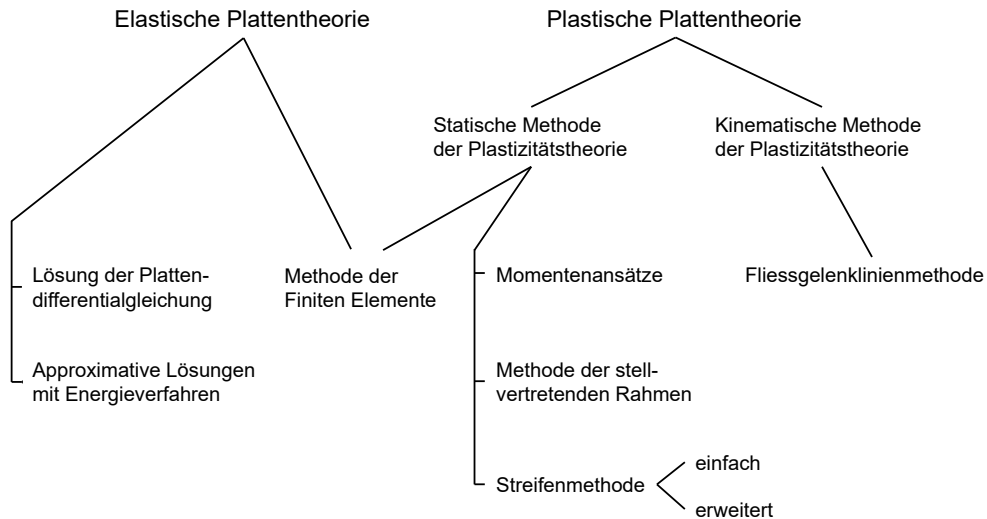 Elastische Plattentheorie
Plastische Plattentheorie
Statische Methode
der Plastizitätstheorie
Kinematische Methode
der Plastizitätstheorie
Lösung der Platten-
differentialgleichung
Methode der
Finiten Elemente
Momentenansätze
Fliessgelenklinienmethode
Approximative Lösungen
mit Energieverfahren
Methode der stell-
vertretenden Rahmen
Streifenmethode
einfach
erweitert